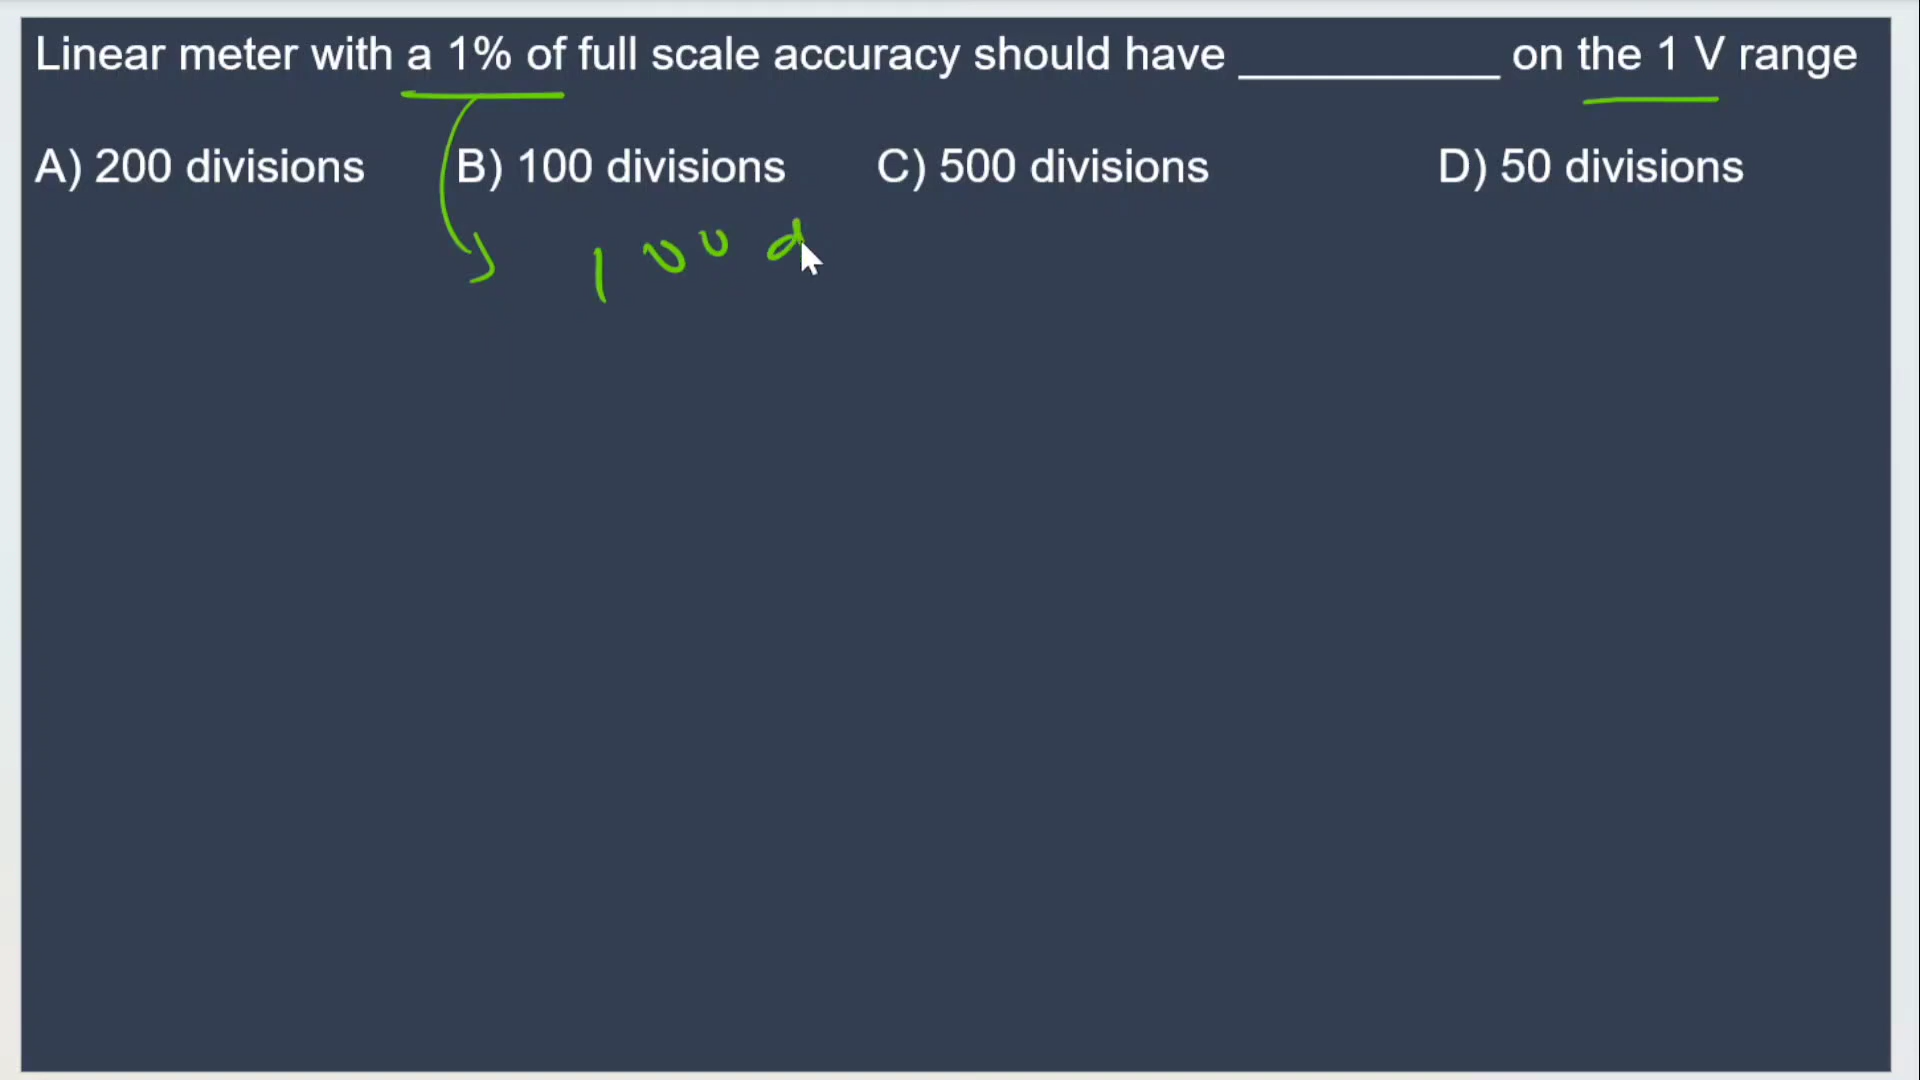 Linear meter with a 1% of full scale accuracy should have ___________ on the 1 V range
A) 200 divisions B) 100 divisions C) 500 divisions D) 50 divisions
100 d